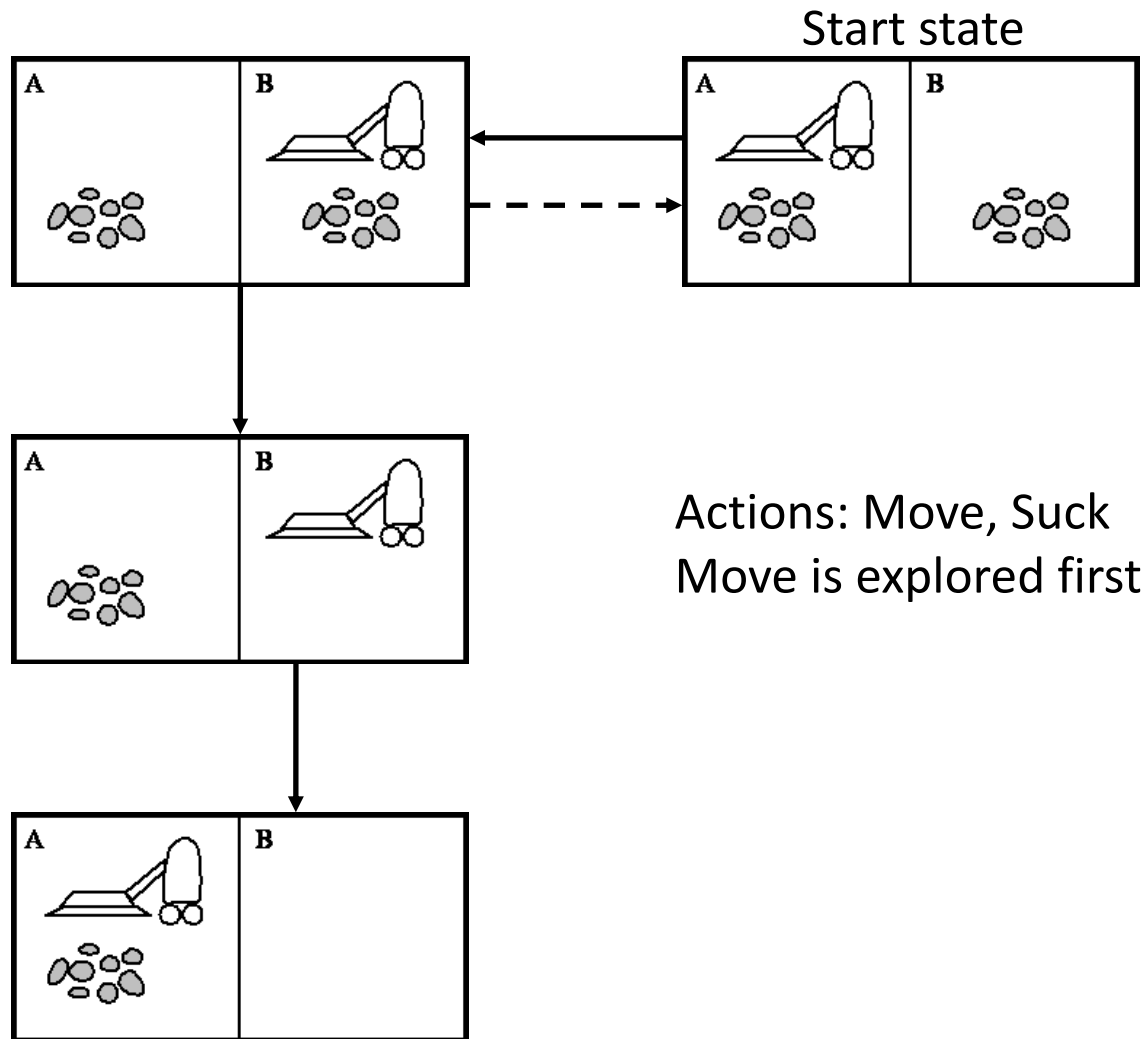 Start state
A B
A B
A B
Actions: Move, Suck
Move is explored first
A B